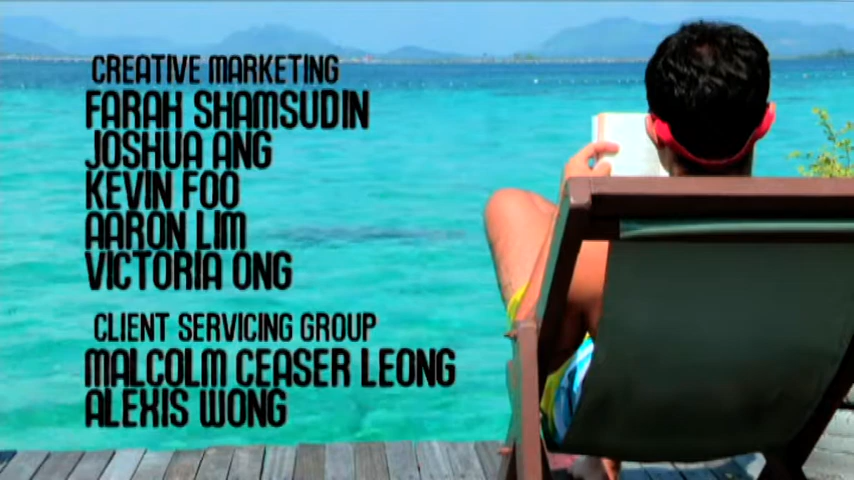 CREATIVE MARKETING
FARAH SHAMSUDIN
JOSHUA ANG
KEVIN FOO
AARON LIM
VICTORIA ONG
CLIENT SERVICING GROUP
MALCOLM CEASER LEONG
ALEXIS WONG